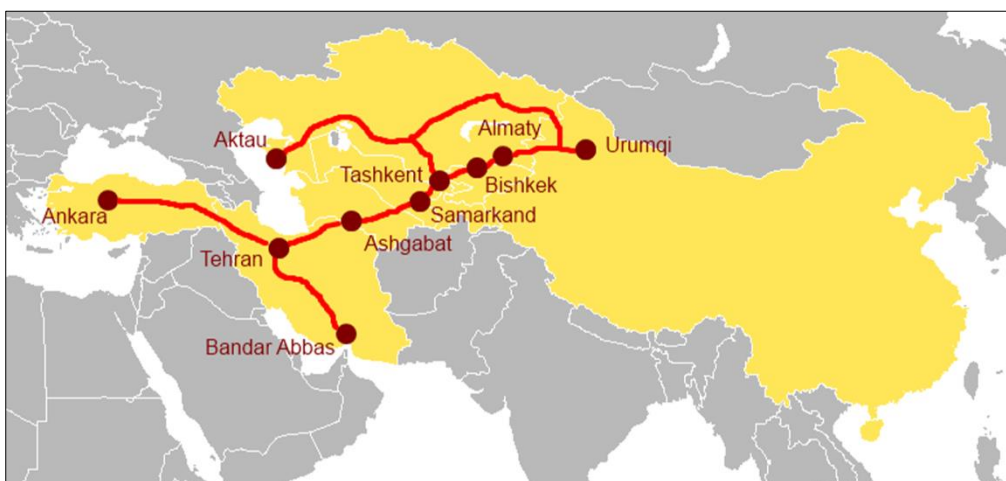 Almaty
Aktau
Urumqi
Tashkent
Bishkek
Ankara
Samarkand
Ashgabat
Tehran
Bandar Abbas